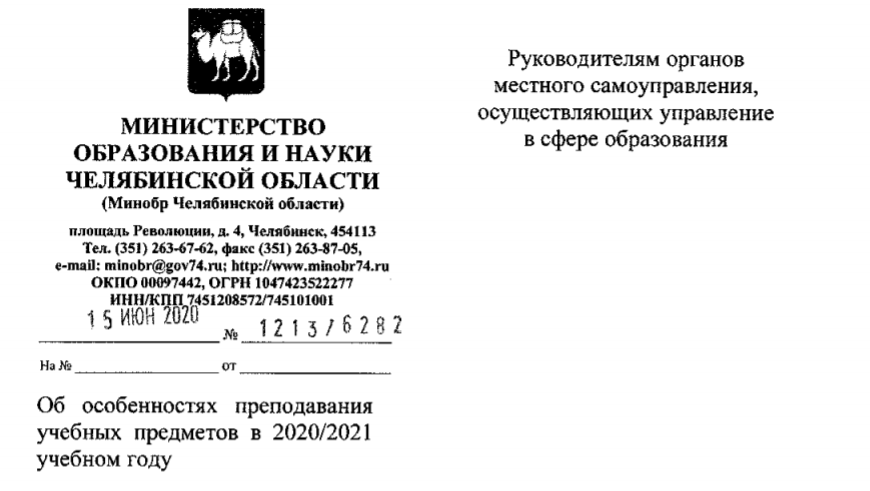 МИНИСТЕРСТВО
ОБРАЗОВАНИЯ И НАУКИ
ЧЕЛЯБИНСКОЙ ОБЛАСТИ
(Минобр Челябинской области)
площадь Революции, д. 4, Челябинск, 454113
Тел. (351) 263-67-62, факс (351) 263-87-05,
e-mail: minobr@gov74.ru; http://www.minobr74.ru
ОКПО 00097442, ОГРН 1047423522277
ИНН/КПП 7451208572/745101001
15 ИЮН 2020 № 1213/6282
На № от
Об особенностях преподавания
учебных предметов в 2020/2021
учебном году
Руководителям органов
местного самоуправления,
осуществляющих управление
в сфере образования